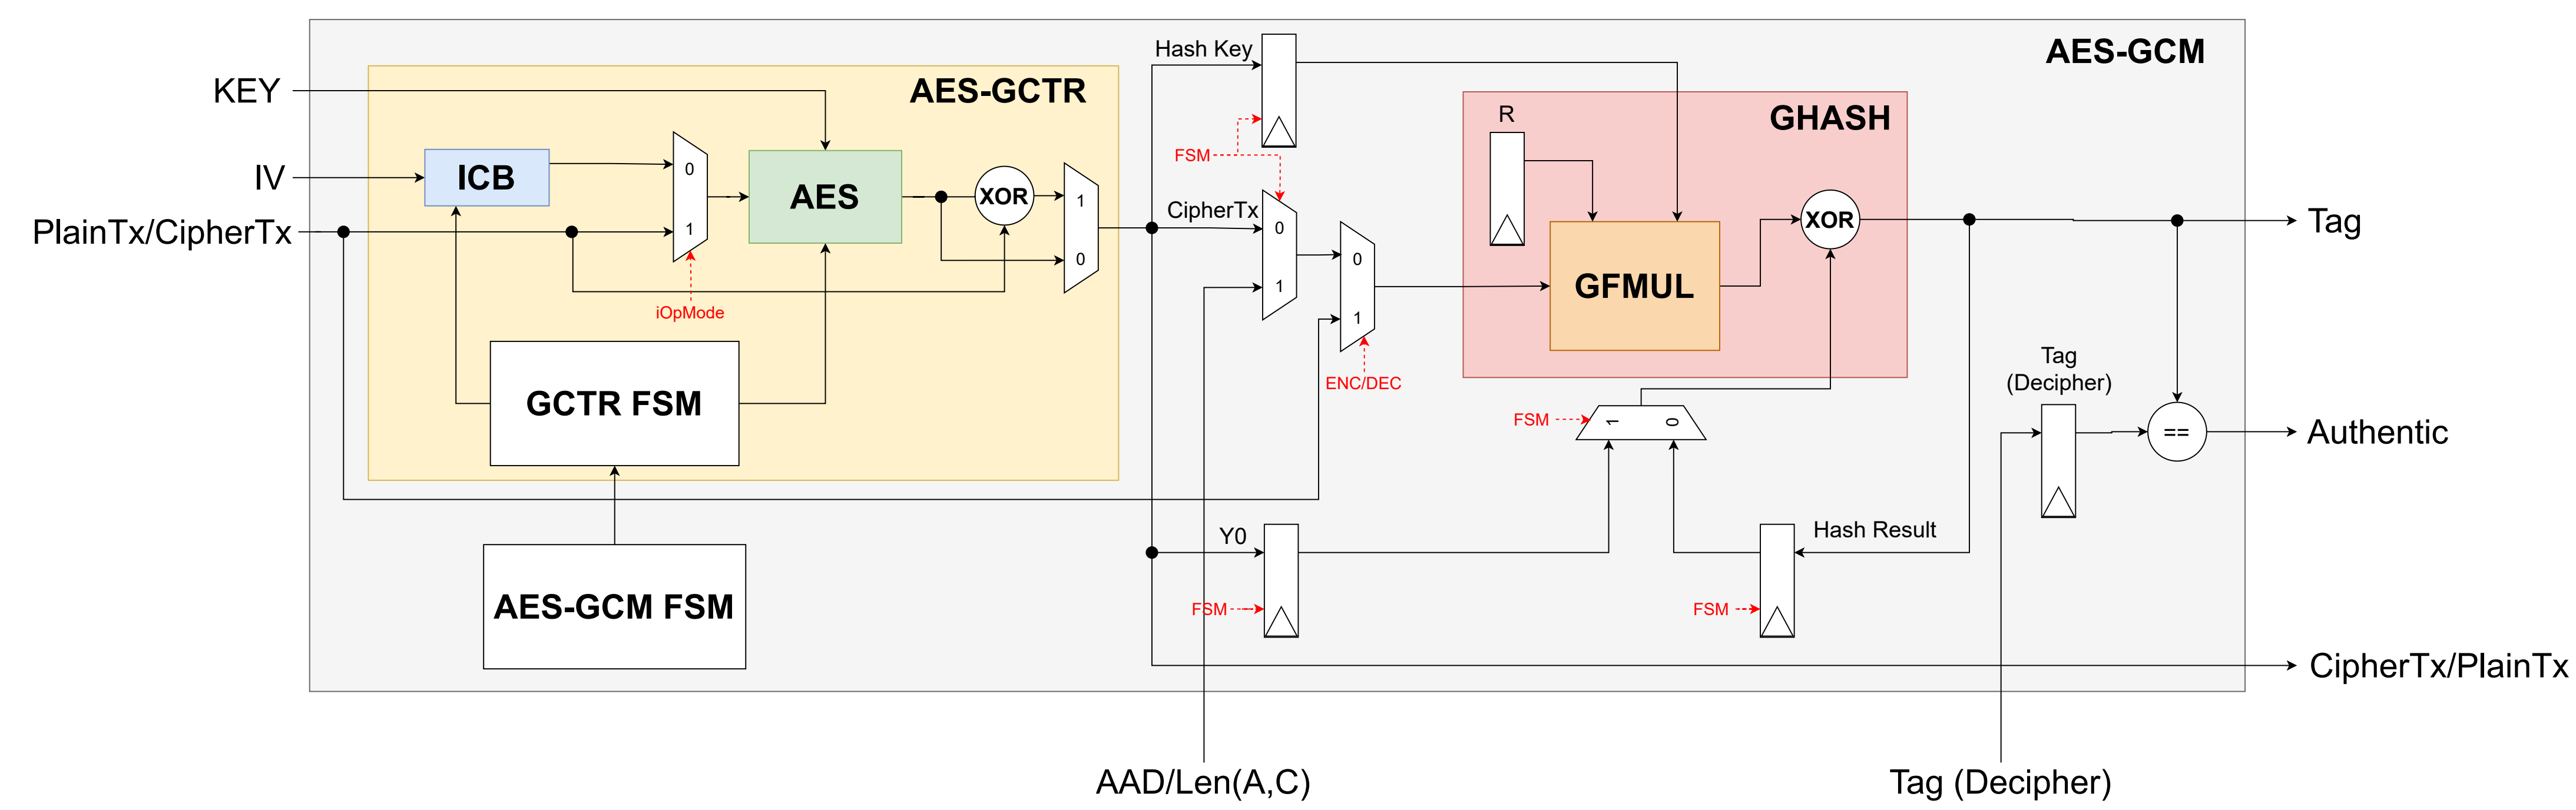 AES-GCM
Hash Key
KEY
AES-GCTR
R
GHASH
FSM
IV
ICB
0
1
AES
XOR
1
0
CipherTx
0
1
0
1
XOR
Tag
PlainTx/CipherTx
GFMUL
iOpMode
ENC/DEC
Tag
(Decipher)
GCTR FSM
FSM
1
0
==
Authentic
Y0
Hash Result
AES-GCM FSM
FSM
FSM
CipherTx/PlainTx
AAD/Len(A,C)
Tag (Decipher)